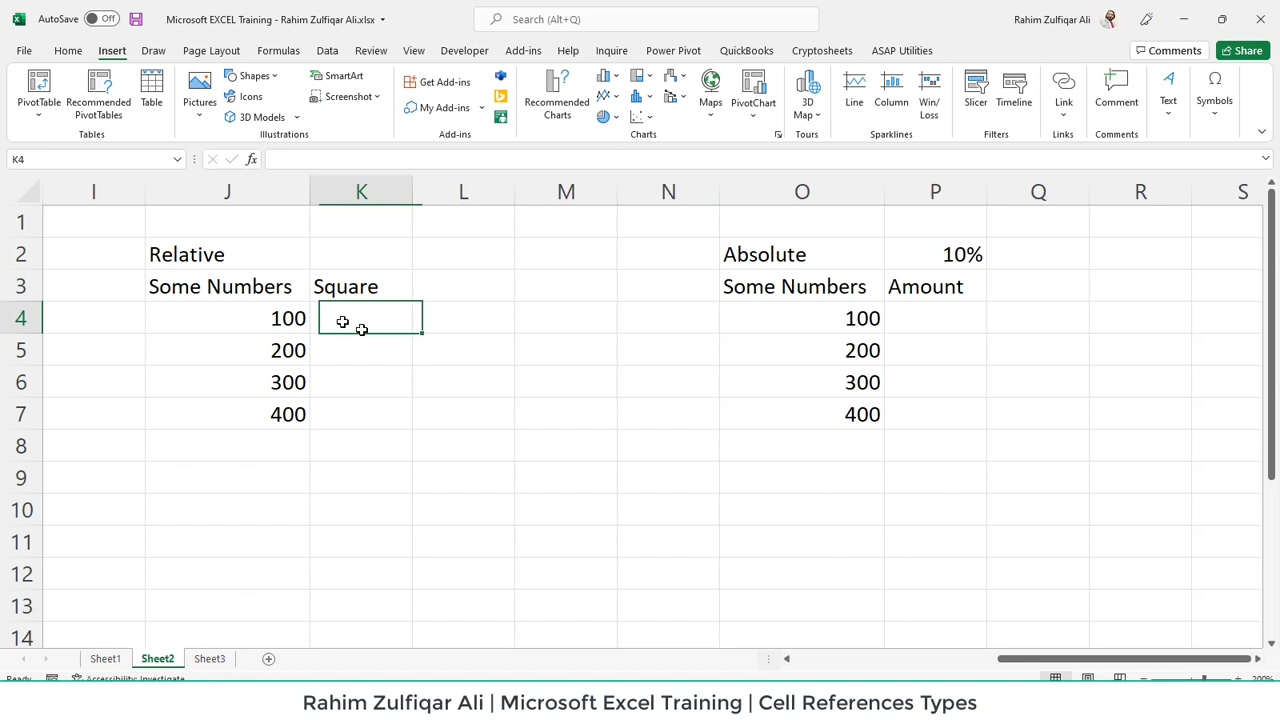 AutoSave Off Microsoft EXCEL Training - Rahim Zulfiqar Ali.xlsx Search (Alt+Q) Rahim Zulfiqar Ali
File Home Insert Draw Page Layout Formulas Data Review View Developer Add-ins Help Inquire Power Pivot QuickBooks Cryptosheets ASAP Utilities Comments Share
PivotTable Recommended PivotTables Table Pictures Shapes Icons 3D Models SmartArt Screenshot Get Add-ins My Add-ins Recommended Charts Maps PivotChart 3D Map Line Column Win/Loss Slicer Timeline Link Comment Text Symbols
Tables Illustrations Add-ins Charts Tours Sparklines Filters Links Comments
K4 fx
I J K L M N O P Q R S
1
2 Relative Absolute 10%
3 Some Numbers Square Some Numbers Amount
4 100 100
5 200 200
6 300 300
7 400 400
8
9
10
11
12
13
14
Sheet1 Sheet2 Sheet3
Ready Accessibility: Investigate 200%
Rahim Zulfiqar Ali | Microsoft Excel Training | Cell References Types